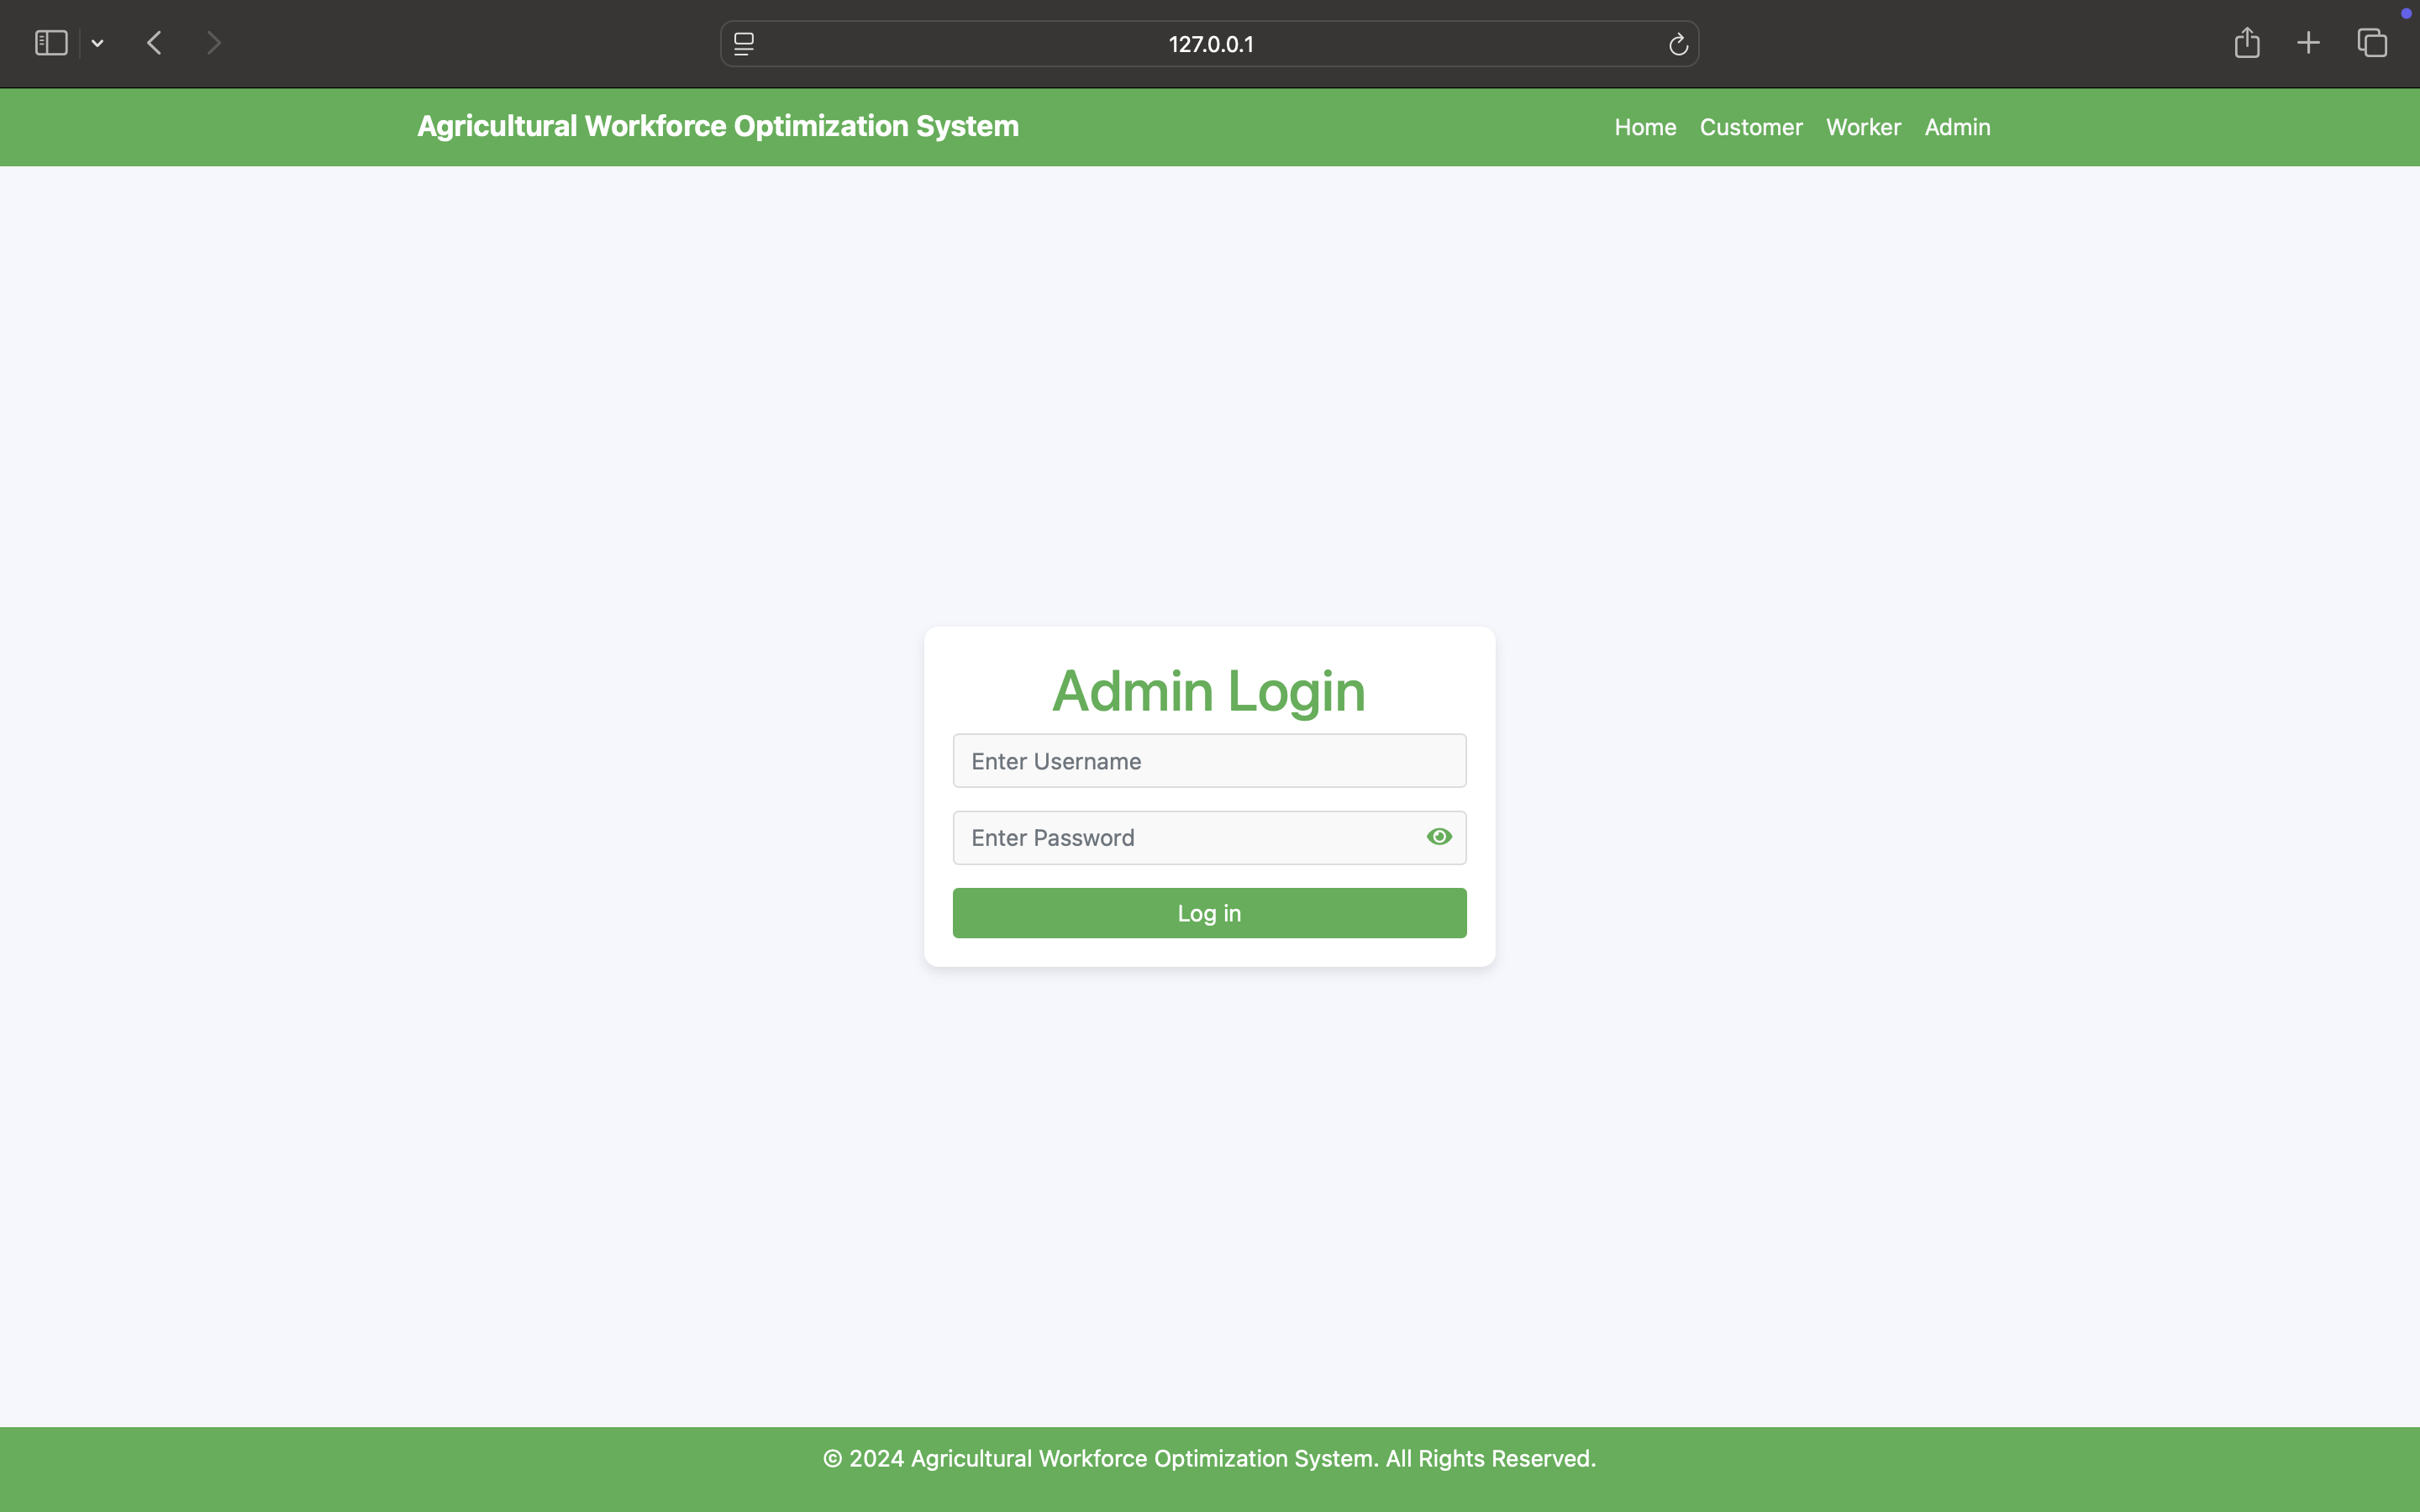 127.0.0.1
Agricultural Workforce Optimization System
Home Customer Worker Admin
Admin Login
Enter Username
Enter Password
Log in
© 2024 Agricultural Workforce Optimization System. All Rights Reserved.